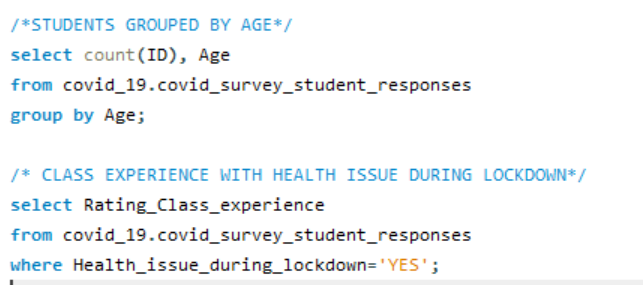 /*STUDENTS GROUPED BY AGE*/
select count(ID), Age
from covid_19.covid_survey_student_responses
group by Age;
/* CLASS EXPERIENCE WITH HEALTH ISSUE DURING LOCKDOWN*/
select Rating_Class_experience
from covid_19.covid_survey_student_responses
where Health_issue_during_lockdown='YES';